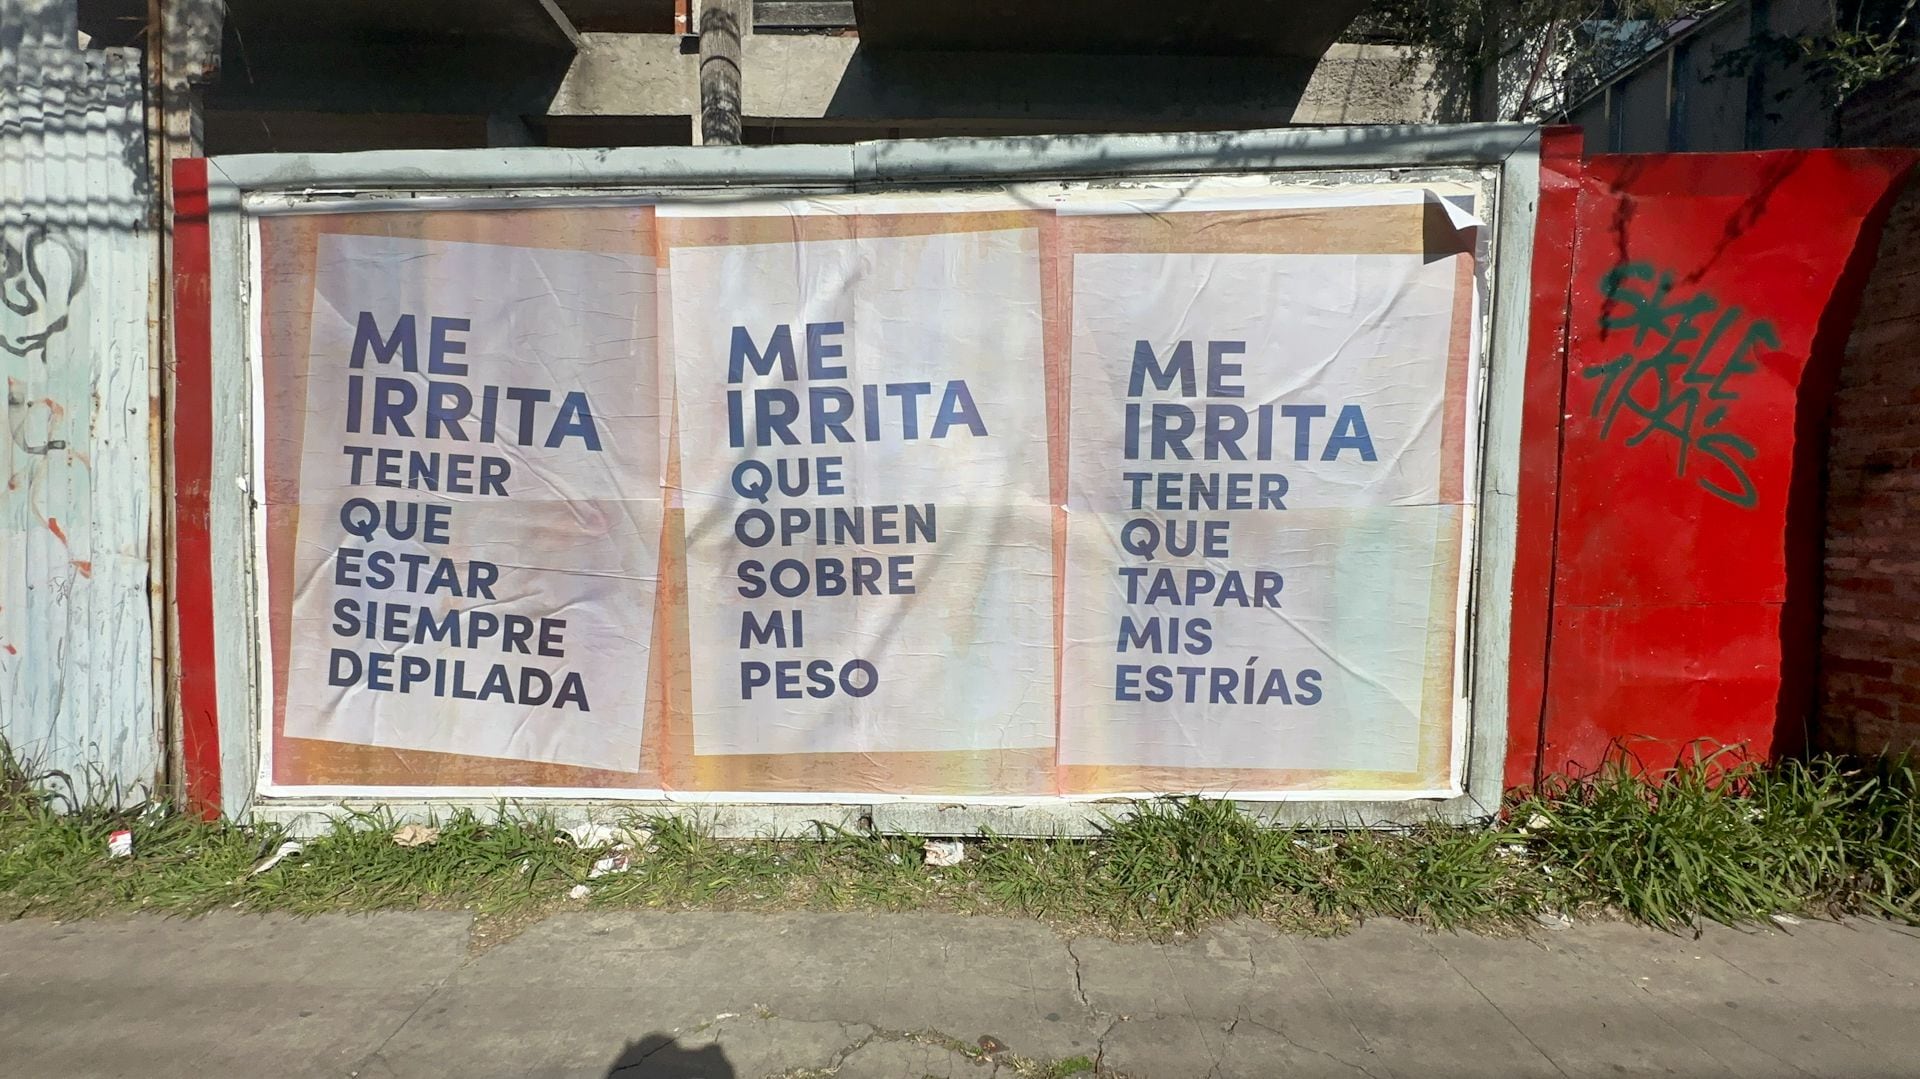 ME
IRRITA
TENER
QUE
ESTAR
SIEMPRE
DEPILADA
ME
IRRITA
QUE
OPINEN
SOBRE
MI
PESO
ME
IRRITA
TENER
QUE
TAPAR
MIS
ESTRÍAS